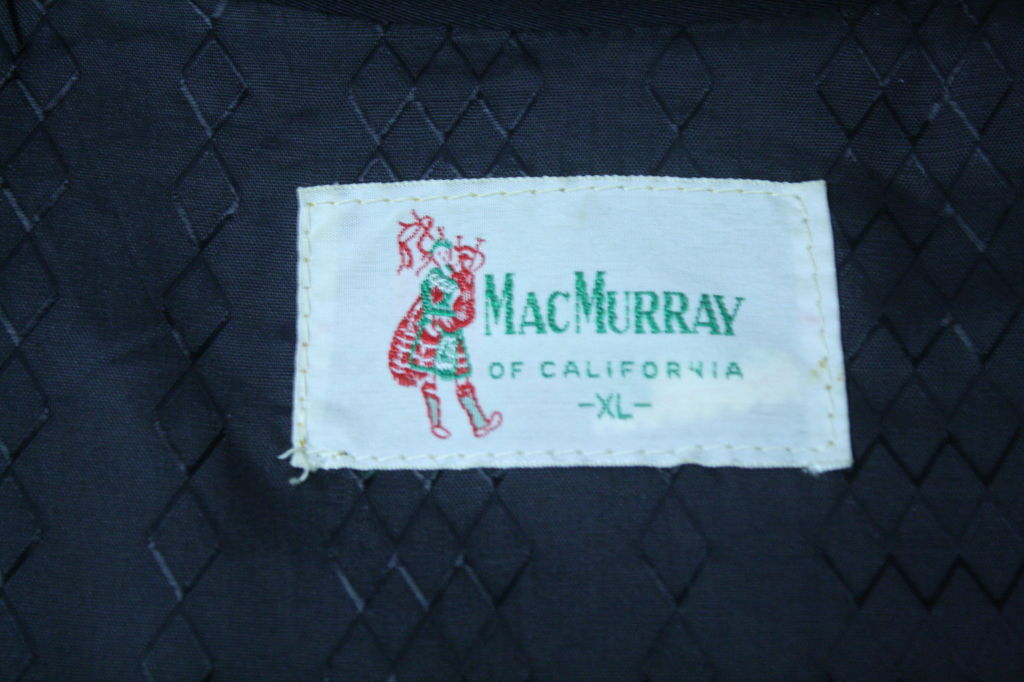 MacMurray
OF CALIFORNIA
-XL-